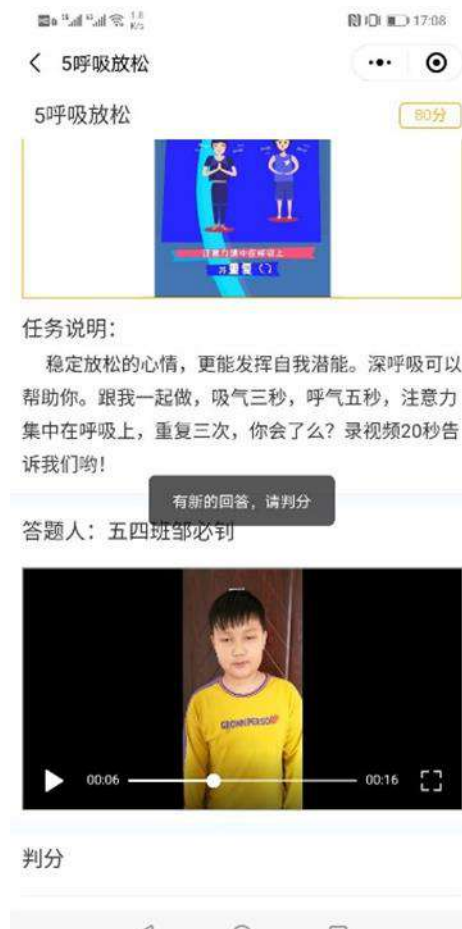 1.8
K/s
17:08
5呼吸放松
5呼吸放松
80分
注意力集中在呼吸上
重复
任务说明：
稳定放松的心情，更能发挥自我潜能。深呼吸可以
帮助你。跟我一起做，吸气三秒，呼气五秒，注意力
集中在呼吸上，重复三次，你会了么？录视频20秒告
诉我们哟！
有新的回答，请判分
答题人：五四班邹必钊
00:06
00:16
判分